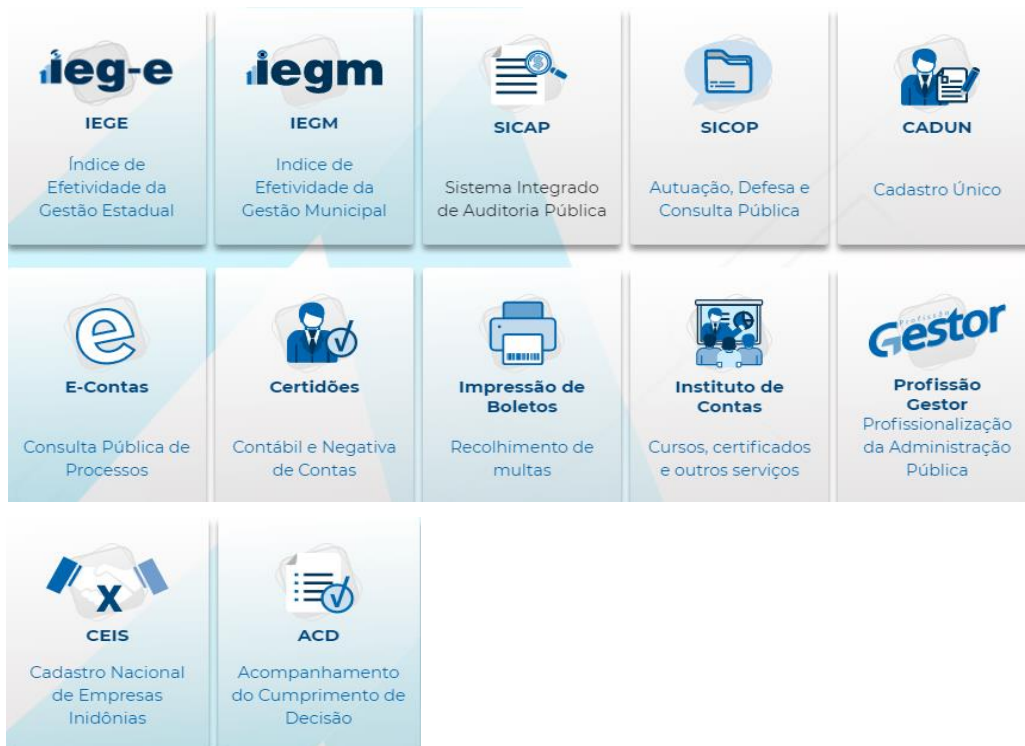 ieg-e
IEGE
Índice de
Efetividade da
Gestão Estadual
iegm
IEGM
Indice de
Efetividade da
Gestão Municipal
SICAP
Sistema Integrado
de Auditoria Pública
SICOP
Autuação, Defesa e
Consulta Pública
CADUN
Cadastro Único
e
E-Contas
Consulta Pública de
Processos
Certidões
Contábil e Negativa
de Contas
Impressão de
Boletos
Recolhimento de
multas
Instituto de
Contas
Cursos, certificados
e outros serviços
Profissão
Gestor
Profissão
Gestor
Profissionalização
da Administração
Pública
X
CEIS
Cadastro Nacional
de Empresas
Inidônias
ACD
Acompanhamento
do Cumprimento de
Decisão